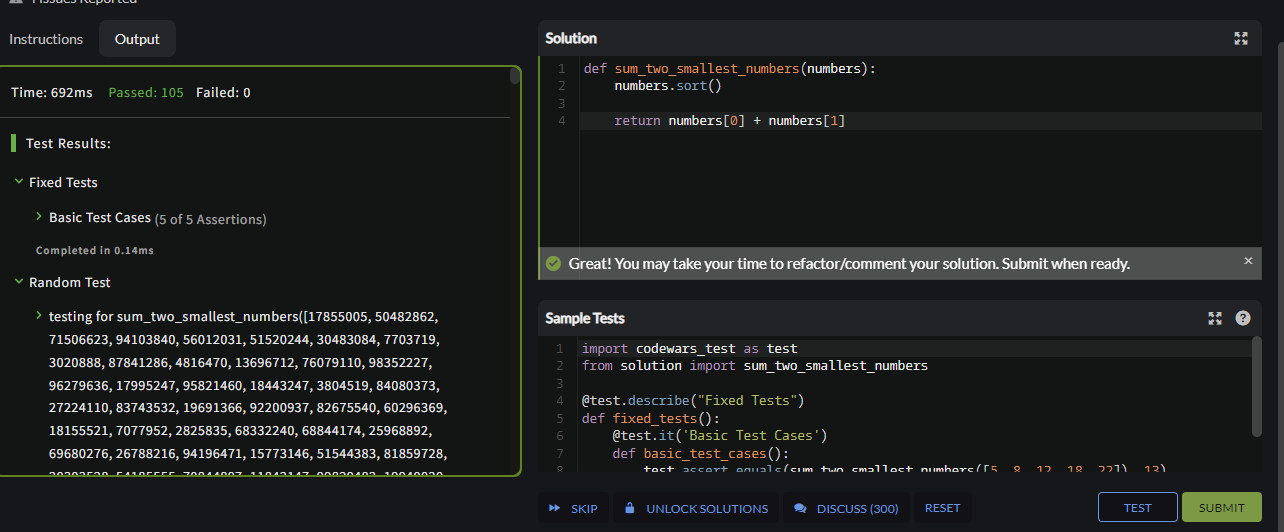 Issues Reported
Instructions
Output
Time: 692ms Passed: 105 Failed: 0
Test Results:
Fixed Tests
Basic Test Cases (5 of 5 Assertions)
Completed in 0.14ms
Random Test
testing for sum_two_smallest_numbers([17855005, 50482862,
71506623, 94103840, 56012031, 51520244, 30483084, 7703719,
3020888, 87841286, 4816470, 13696712, 76079110, 98352227,
96279636, 17995247, 95821460, 18443247, 3804519, 84080373,
27224110, 83743532, 19691366, 92200937, 82675540, 60296369,
18155521, 7077952, 2825835, 68332240, 68844174, 25968892,
69680276, 26788216, 94196471, 15773146, 51544383, 81859728,
Solution
1 def sum_two_smallest_numbers(numbers):
2 numbers.sort()
3
4 return numbers[0] + numbers[1]
Great! You may take your time to refactor/comment your solution. Submit when ready.
×
Sample Tests
?
1 import codewars_test as test
2 from solution import sum_two_smallest_numbers
3
4 @test.describe("Fixed Tests")
5 def fixed_tests():
6 @test.it('Basic Test Cases')
7 def basic_test_cases():
8 test.assert_equals(sum_two_smallest_numbers([5, 8, 12, 18, 22]), 13)
SKIP
UNLOCK SOLUTIONS
DISCUSS (300)
RESET
TEST
SUBMIT